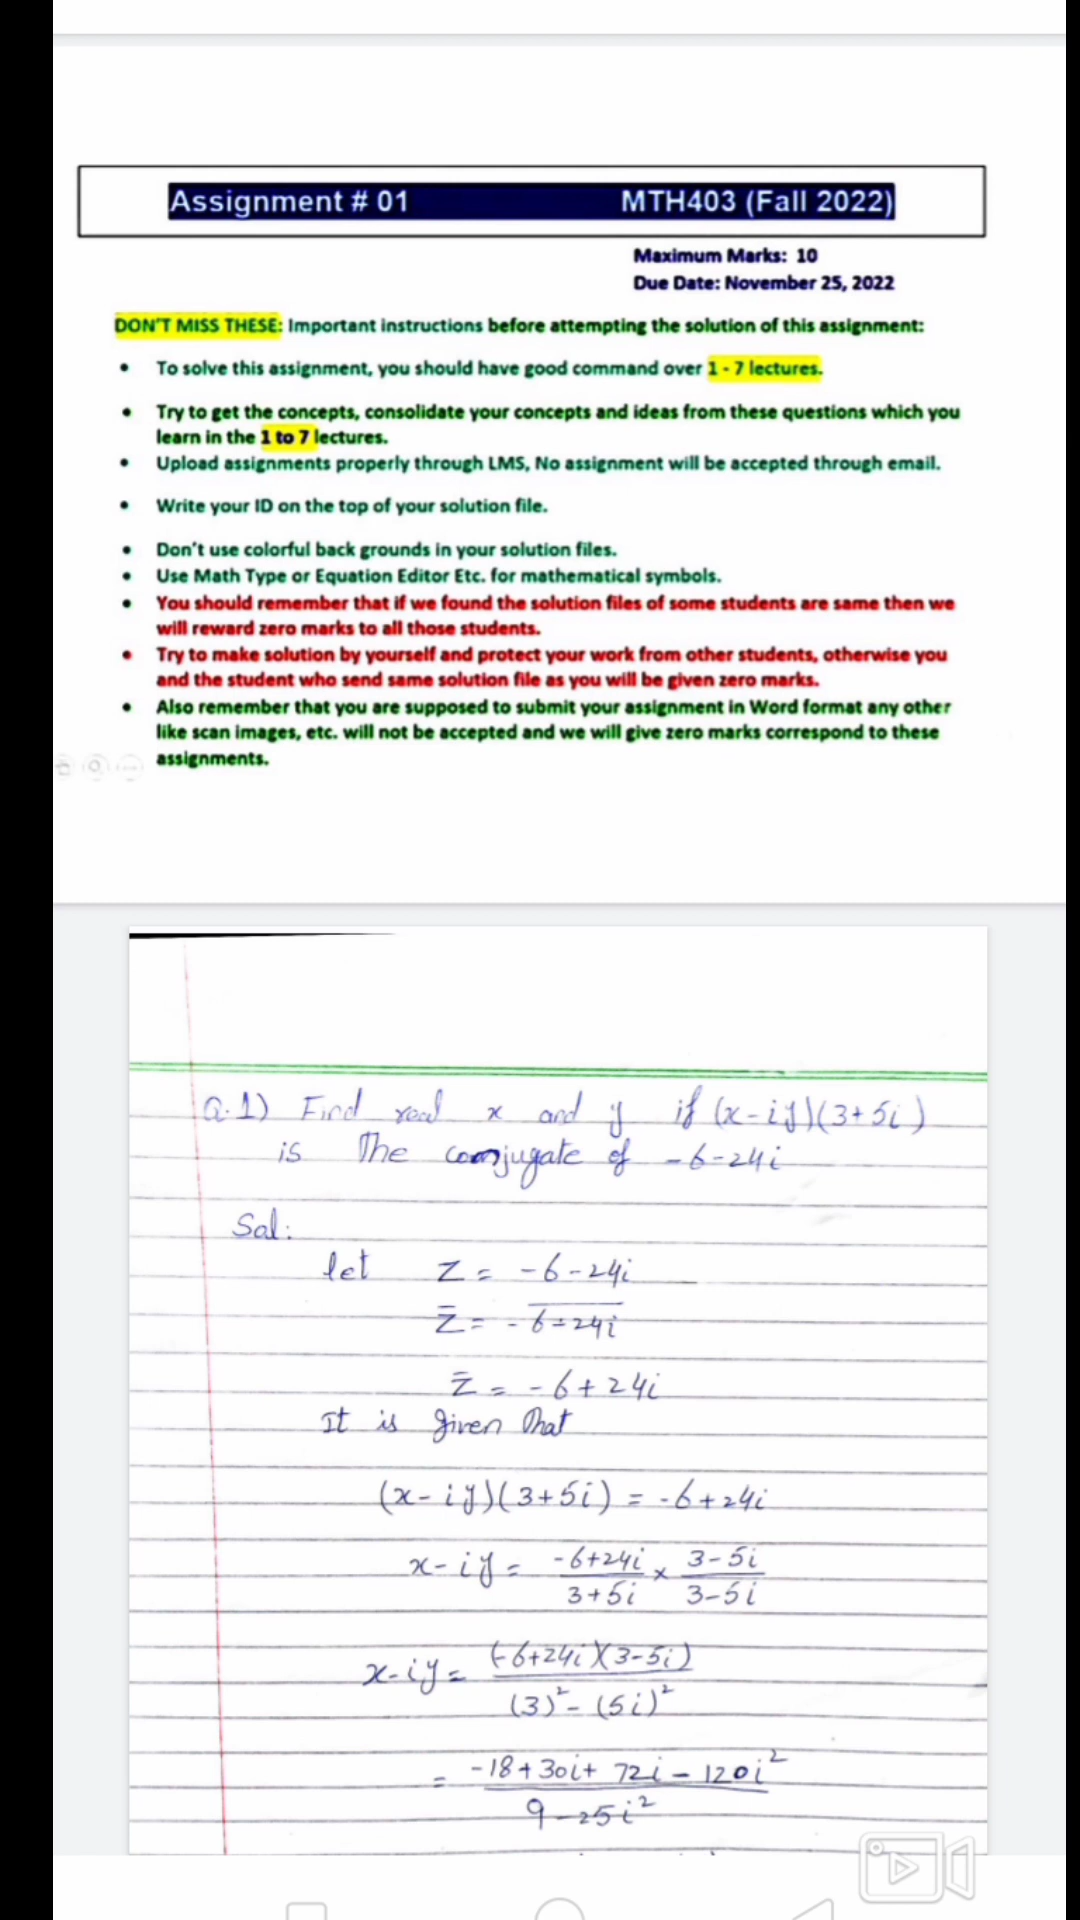 Assignment # 01 MTH403 (Fall 2022)
Maximum Marks: 10
Due Date: November 25, 2022
DON'T MISS THESE: Important instructions before attempting the solution of this assignment:
• To solve this assignment, you should have good command over 1 - 7 lectures.
• Try to get the concepts, consolidate your concepts and ideas from these questions which you
learn in the 1 to 7 lectures.
• Upload assignments properly through LMS, No assignment will be accepted through email.
• Write your ID on the top of your solution file.
• Don't use colorful back grounds in your solution files.
• Use Math Type or Equation Editor Etc. for mathematical symbols.
• You should remember that if we found the solution files of some students are same then we
will reward zero marks to all those students.
• Try to make solution by yourself and protect your work from other students, otherwise you
and the student who send same solution file as you will be given zero marks.
• Also remember that you are supposed to submit your assignment in Word format any other
like scan images, etc. will not be accepted and we will give zero marks correspond to these
assignments.
Q.1) Find real x and y if (x-iy)(3+5i)
is the conjugate of -6-24i
Sol:
let z = -6-24i
z̅ = -6-24i
z̅ = -6+24i
It is given that
(x-iy)(3+5i) = -6+24i
x-iy = -6+24i/3+5i × 3-5i/3-5i
x-iy = (-6+24i)(3-5i)/(3)²-(5i)²
= -18+30i+72i-120i²/9-25i²